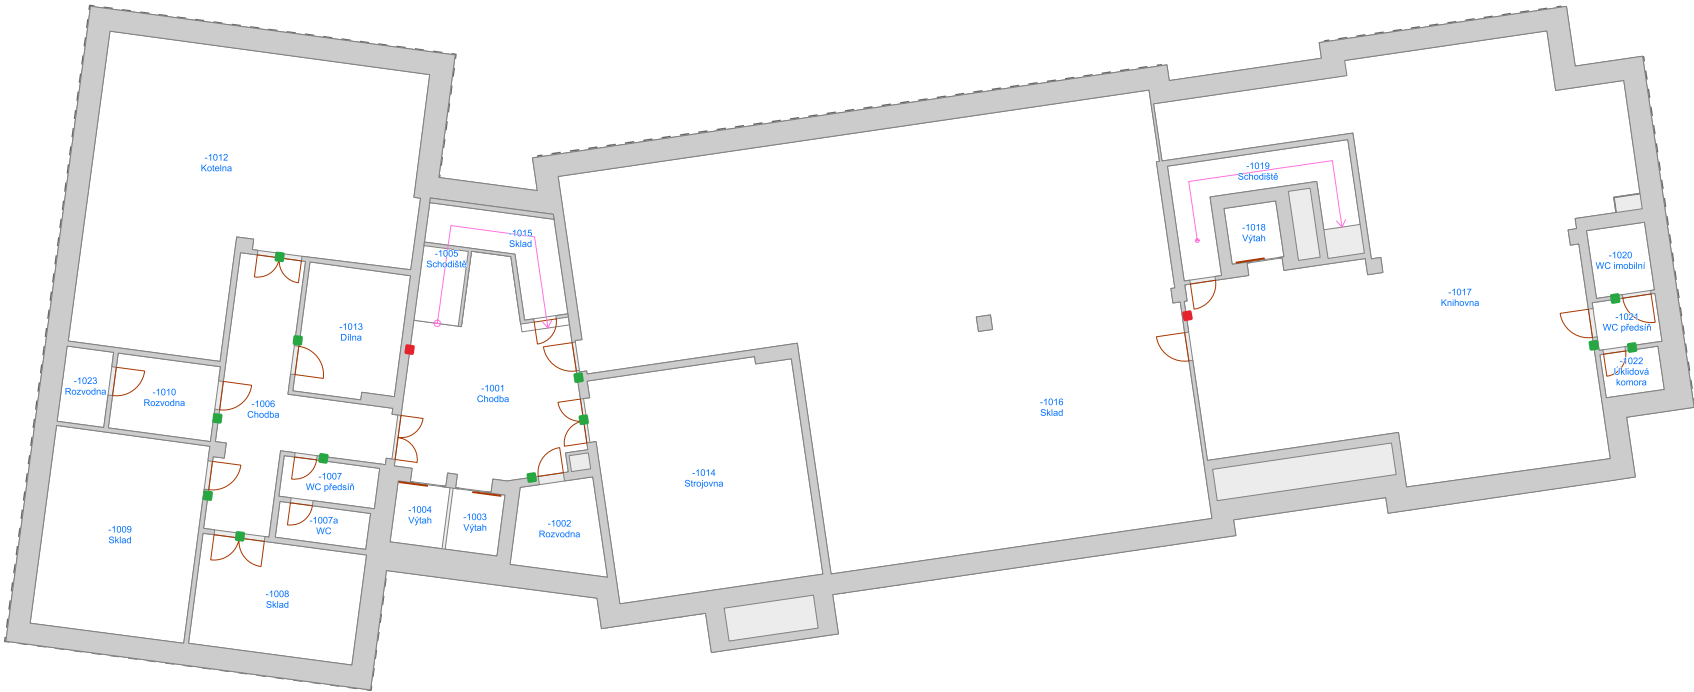 -1012
Kotelna
-1019
Schodiště
-1018
Výtah
-1015
Sklad
-1005
Schodiště
-1020
WC imobilní
-1017
Knihovna
-1021
WC předsíň
-1022
Úklidová
komora
-1013
Dílna
-1023
Rozvodna
-1010
Rozvodna
-1006
Chodba
-1001
Chodba
-1016
Sklad
-1014
Strojovna
-1007
WC předsíň
-1007a
WC
-1004
Výtah
-1003
Výtah
-1002
Rozvodna
-1009
Sklad
-1008
Sklad